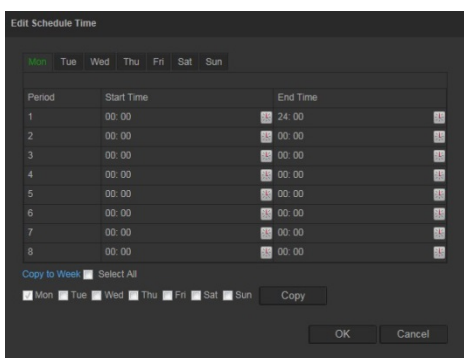 Edit Schedule Time
Mon Tue Wed Thu Fri Sat Sun
Period Start Time End Time
1 00: 00 24: 00
2 00: 00 00: 00
3 00: 00 00: 00
4 00: 00 00: 00
5 00: 00 00: 00
6 00: 00 00: 00
7 00: 00 00: 00
8 00: 00 00: 00
Copy to Week Select All
Mon Tue Wed Thu Fri Sat Sun Copy
OK Cancel